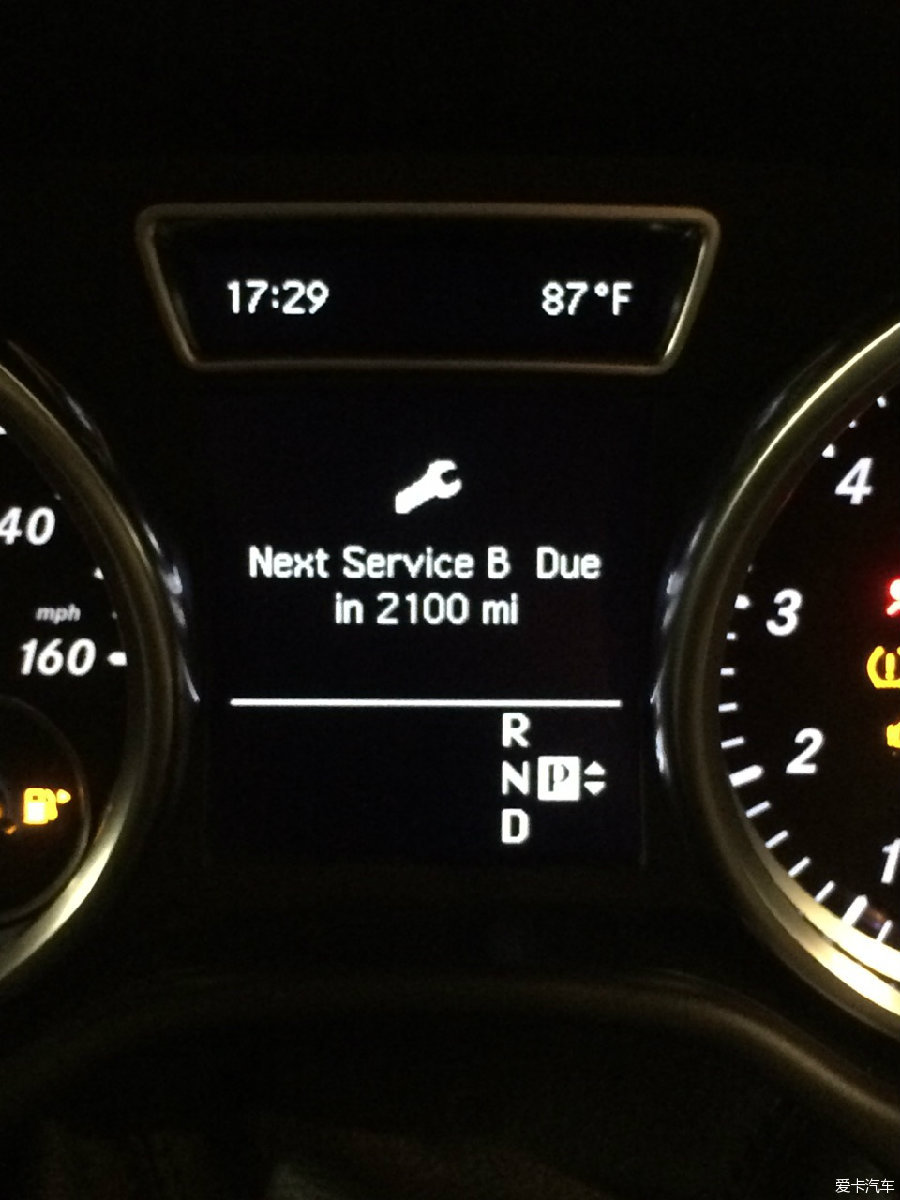 17:29 87°F
Next Service B Due
in 2100 mi
40
mph
160
4
3
2
1
R
N P
D
爱卡汽车